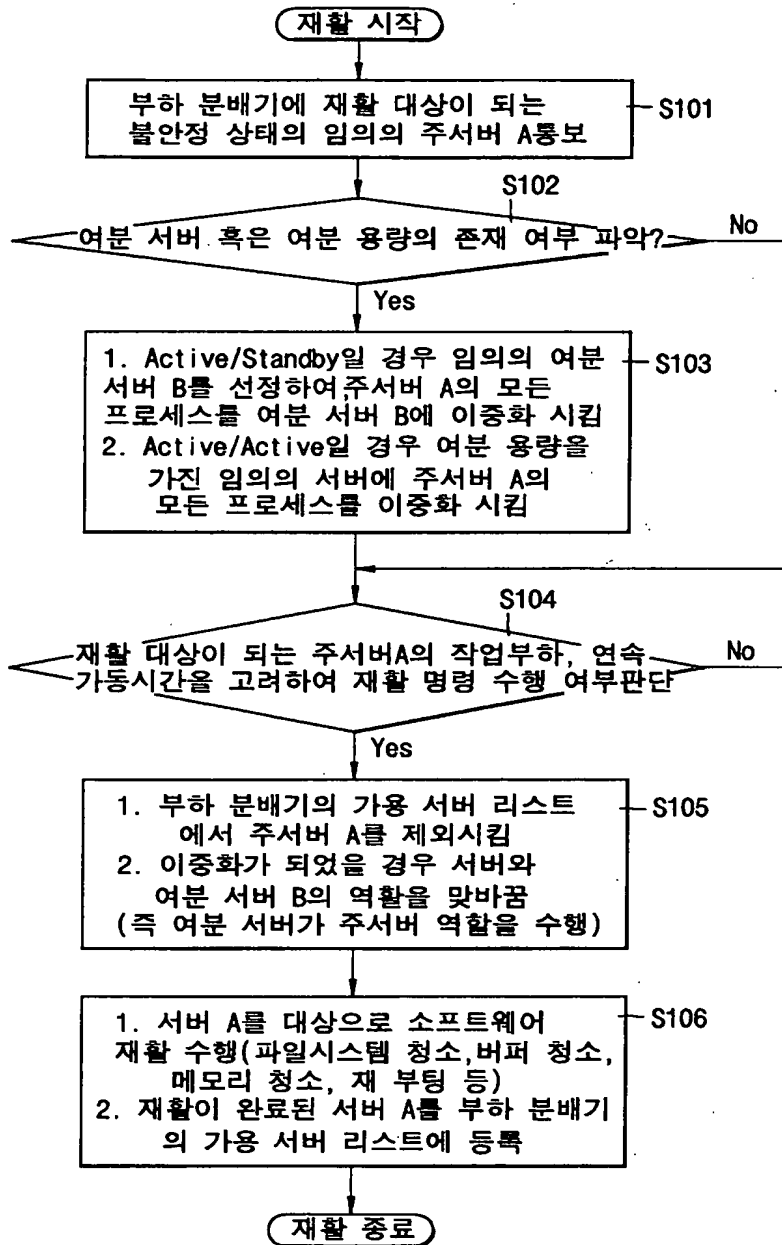 재활 시작
부하 분배기에 재활 대상이 되는
불안정 상태의 임의의 주서버 A통보
S101
S102
여분 서버 혹은 여분 용량의 존재 여부 파악?
No
Yes
1. Active/Standby일 경우 임의의 여분
서버 B를 선정하여,주서버 A의 모든
프로세스를 여분 서버 B에 이중화 시킴
2. Active/Active일 경우 여분 용량을
가진 임의의 서버에 주서버 A의
모든 프로세스를 이중화 시킴
S103
S104
재활 대상이 되는 주서버A의 작업부하, 연속
가동시간을 고려하여 재활 명령 수행 여부판단
No
Yes
1. 부하 분배기의 가용 서버 리스트
에서 주서버 A를 제외시킴
2. 이중화가 되었을 경우 서버와
여분 서버 B의 역할을 맞바꿈
(즉 여분 서버가 주서버 역할을 수행)
S105
1. 서버 A를 대상으로 소프트웨어
재활 수행(파일시스템 청소,버퍼 청소,
메모리 청소, 재 부팅 등)
2. 재활이 완료된 서버 A를 부하 분배기
의 가용 서버 리스트에 등록
S106
재활 종료